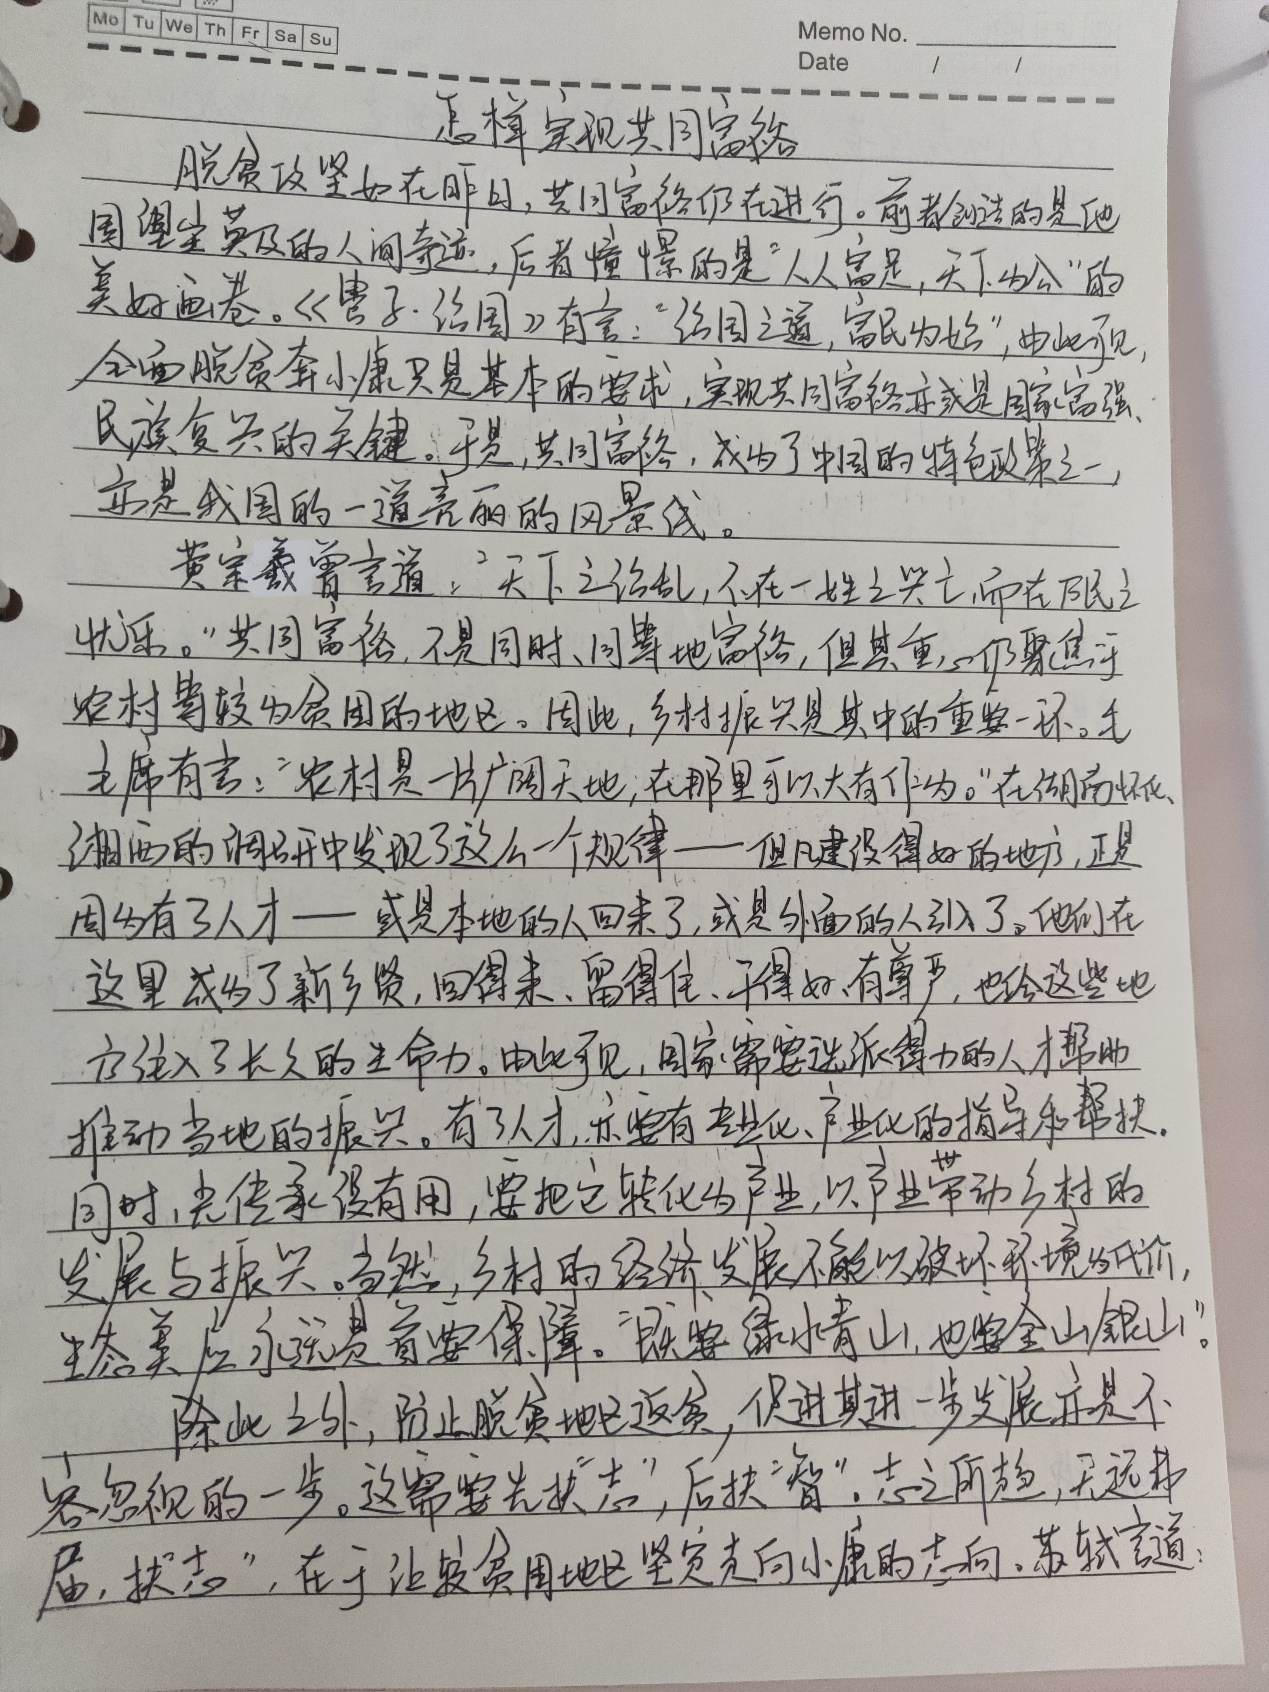 Mo Tu We Th Fr Sa Su
Memo No.
Date / /
怎样实现共同富裕
脱贫攻坚如在昨日，共同富裕仍在进行。前者创造的是他
国望尘莫及的人间奇迹，后者憧憬的是“人人富足，天下为公”的
美好画卷。《管子·治国》有言：“治国之道，富民为始”，由此可见，
全面脱贫奔小康只是基本的要求，实现共同富裕亦或是国家富强、
民族复兴的关键。于是，共同富裕，成为了中国的特色政策之一，
亦是我国的一道亮丽的风景线。
黄宗羲曾言道：“天下之治乱，不在一姓之兴亡，而在万民之
忧乐。”共同富裕，不是同时、同等地富裕，但其重心仍聚焦于
农村等较为贫困的地区。因此，乡村振兴是其中的重要一环。毛
主席有言：“农村是一片广阔天地，在那里可以大有作为。”在湖南怀化、
湘西的调研中发现了这么一个规律——但凡建设得好的地方，正是
因为有了人才——或是本地的人回来了，或是外面的人引入了。他们在
这里成为了新乡贤，回得来、留得住、干得好、有尊严，也给这些地
方注入了长久的生命力。由此可见，国家需要选派得力的人才帮助
推动当地的振兴。有了人才，亦要有专业化、产业化的指导和帮扶。
同时，光传承没有用，要把它转化为产业，以产业带动乡村的
发展与振兴。当然，乡村的经济发展不能以破坏环境为代价，
生态美应永远是首要保障。“既要绿水青山，也要金山银山”。
除此之外，防止脱贫地区返贫，促进其进一步发展亦是不
容忽视的一步。这需要先扶“志”，后扶“智”。志之所趋，无远弗
届，扶“志”，在于让较贫困地区坚定走向小康的志向。苏轼言道：